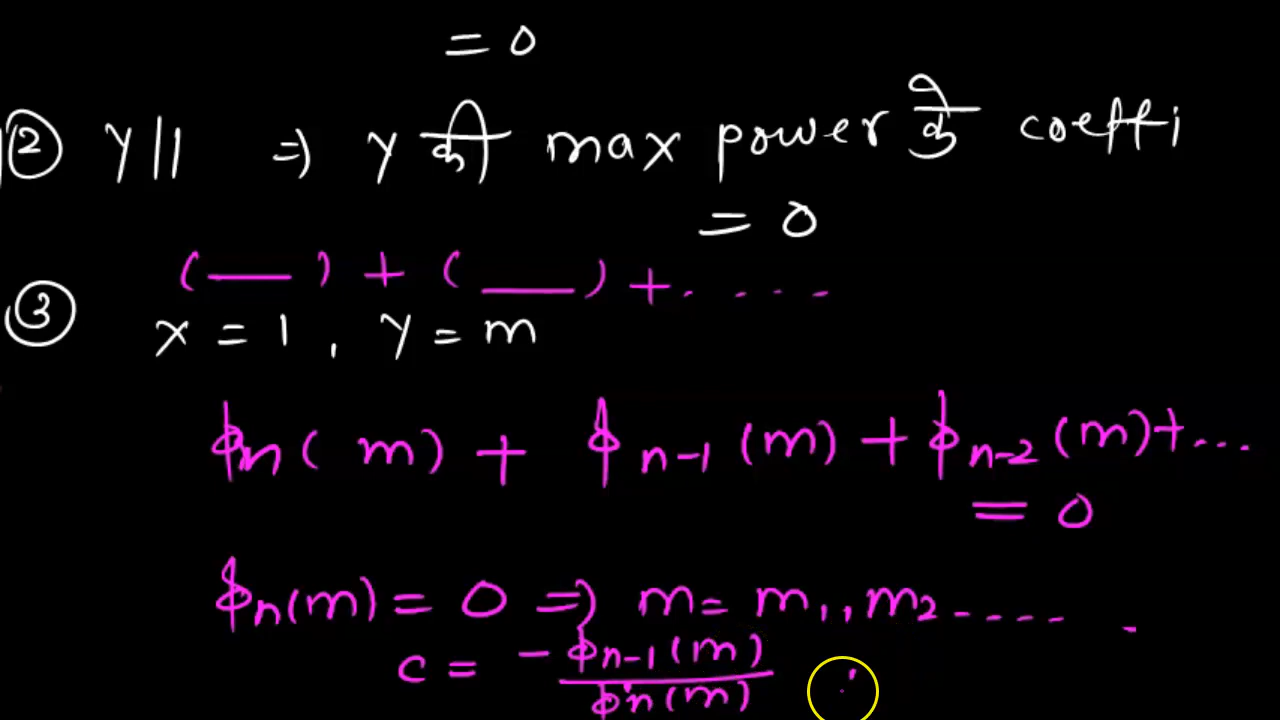 = 0
② y || ⇒ y की max power के coeffi
= 0
(___) + (___) + . . . .
③ x = 1 , y = m
ϕn(m) + ϕn-1(m) + ϕn-2(m) + ...
= 0
ϕn(m) = 0 ⇒ m = m₁, m₂ - - - - .
c = -ϕn-1(m) / ϕ'n(m)